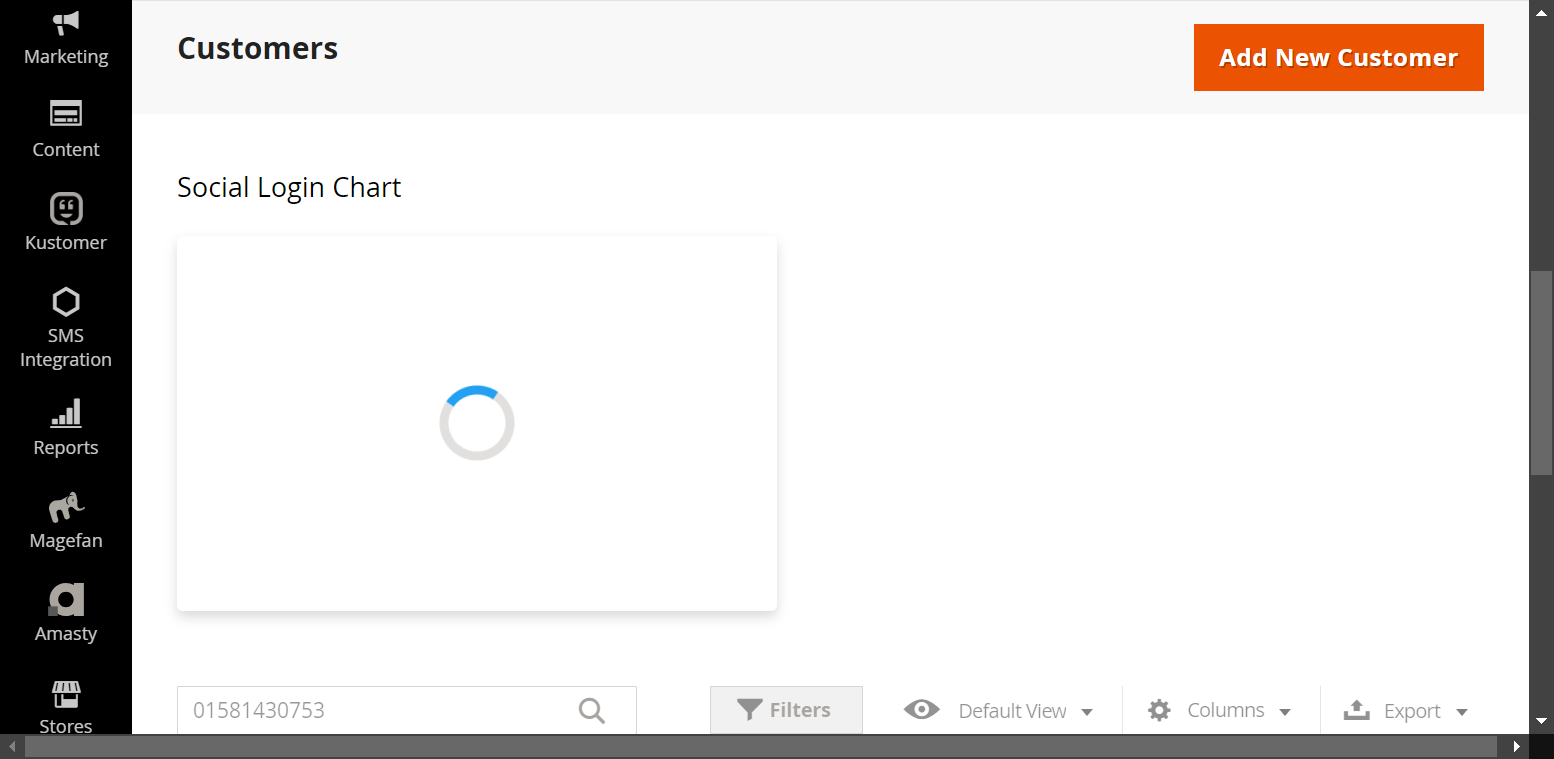 Marketing
Content
Kustomer
SMS
Integration
Reports
Magefan
Amasty
Stores
Customers
Add New Customer
Social Login Chart
01581430753
Filters
Default View
Columns
Export